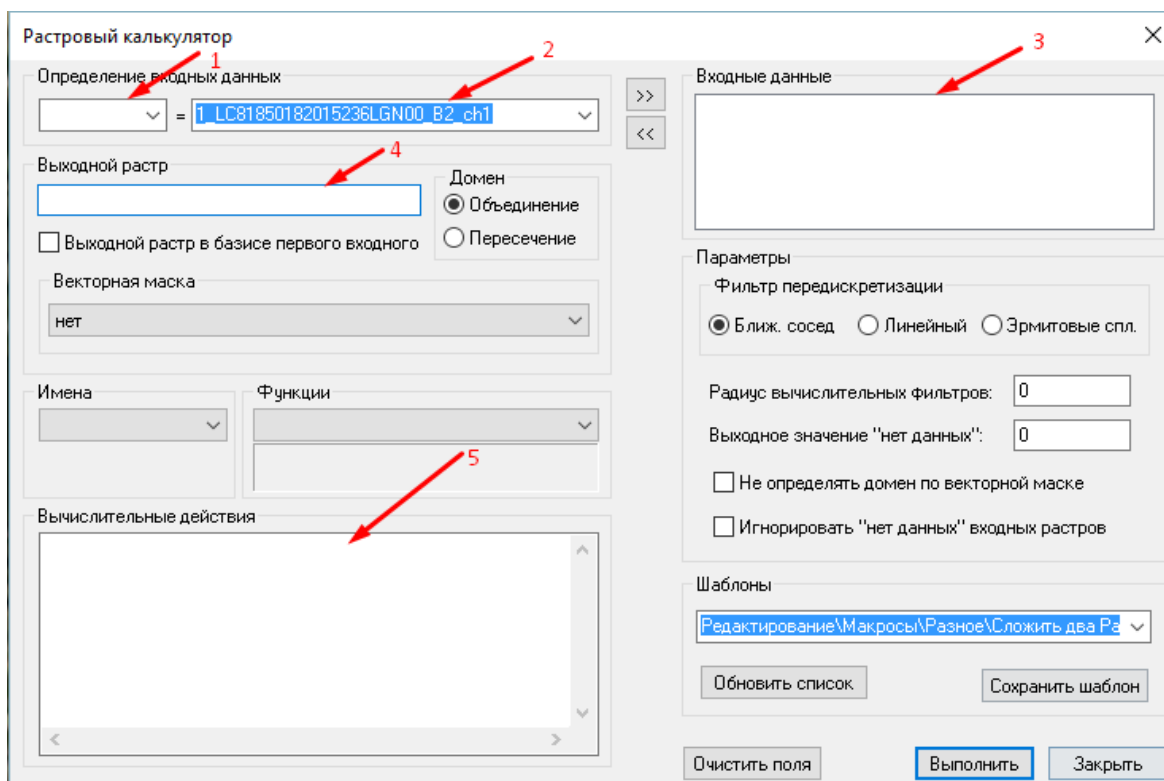 Растровый калькулятор
1
2
3
Определение входных данных
= 1_LC81850182015236LGN00_B2_ch1
>>
<<
Входные данные
Выходной растр
4
Домен
Объединение
Пересечение
Выходной растр в базисе первого входного
Векторная маска
нет
Параметры
Фильтр передискретизации
Ближ. сосед Линейный Эрмитовые спл.
Имена
Функции
Радиус вычислительных фильтров: 0
Выходное значение "нет данных": 0
5
Не определять домен по векторной маске
Игнорировать "нет данных" входных растров
Вычислительные действия
Шаблоны
Редактирование\Макросы\Разное\Сложить два Ра
Обновить список
Сохранить шаблон
Очистить поля
Выполнить
Закрыть